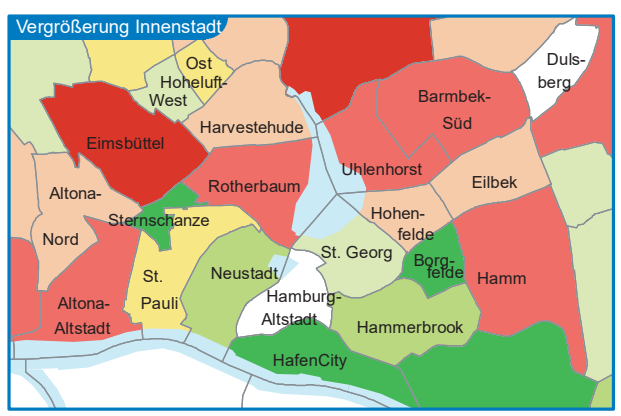 Vergrößerung Innenstadt
Ost
Hoheluft-
West
Duls-
berg
Barmbek-
Süd
Eimsbüttel
Harvestehude
Uhlenhorst
Rotherbaum
Eilbek
Altona-
Nord
Sternschanze
Hohen-
felde
St. Georg
Borg-
felde
Neustadt
St.
Pauli
Hamm
Hamburg-
Altstadt
Altona-
Altstadt
Hammerbrook
HafenCity